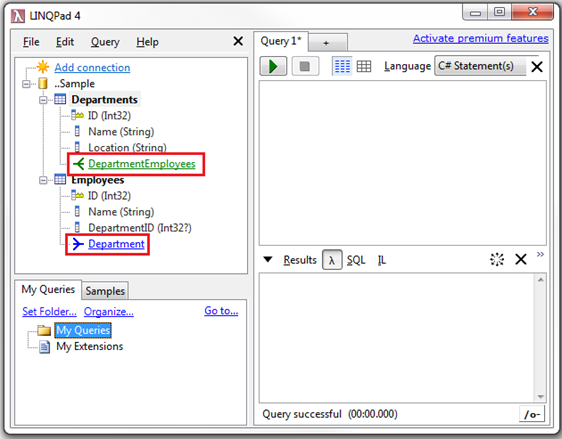 LINQPad 4
File Edit Query Help
Add connection
..Sample
Departments
ID (Int32)
Name (String)
Location (String)
DepartmentEmployees
Employees
ID (Int32)
Name (String)
DepartmentID (Int32?)
Department
My Queries Samples
Set Folder... Organize... Go to...
My Queries
My Extensions
Query 1* +
Activate premium features
Language C# Statement(s)
Results λ SQL IL
Query successful (00:00.000)
/o-